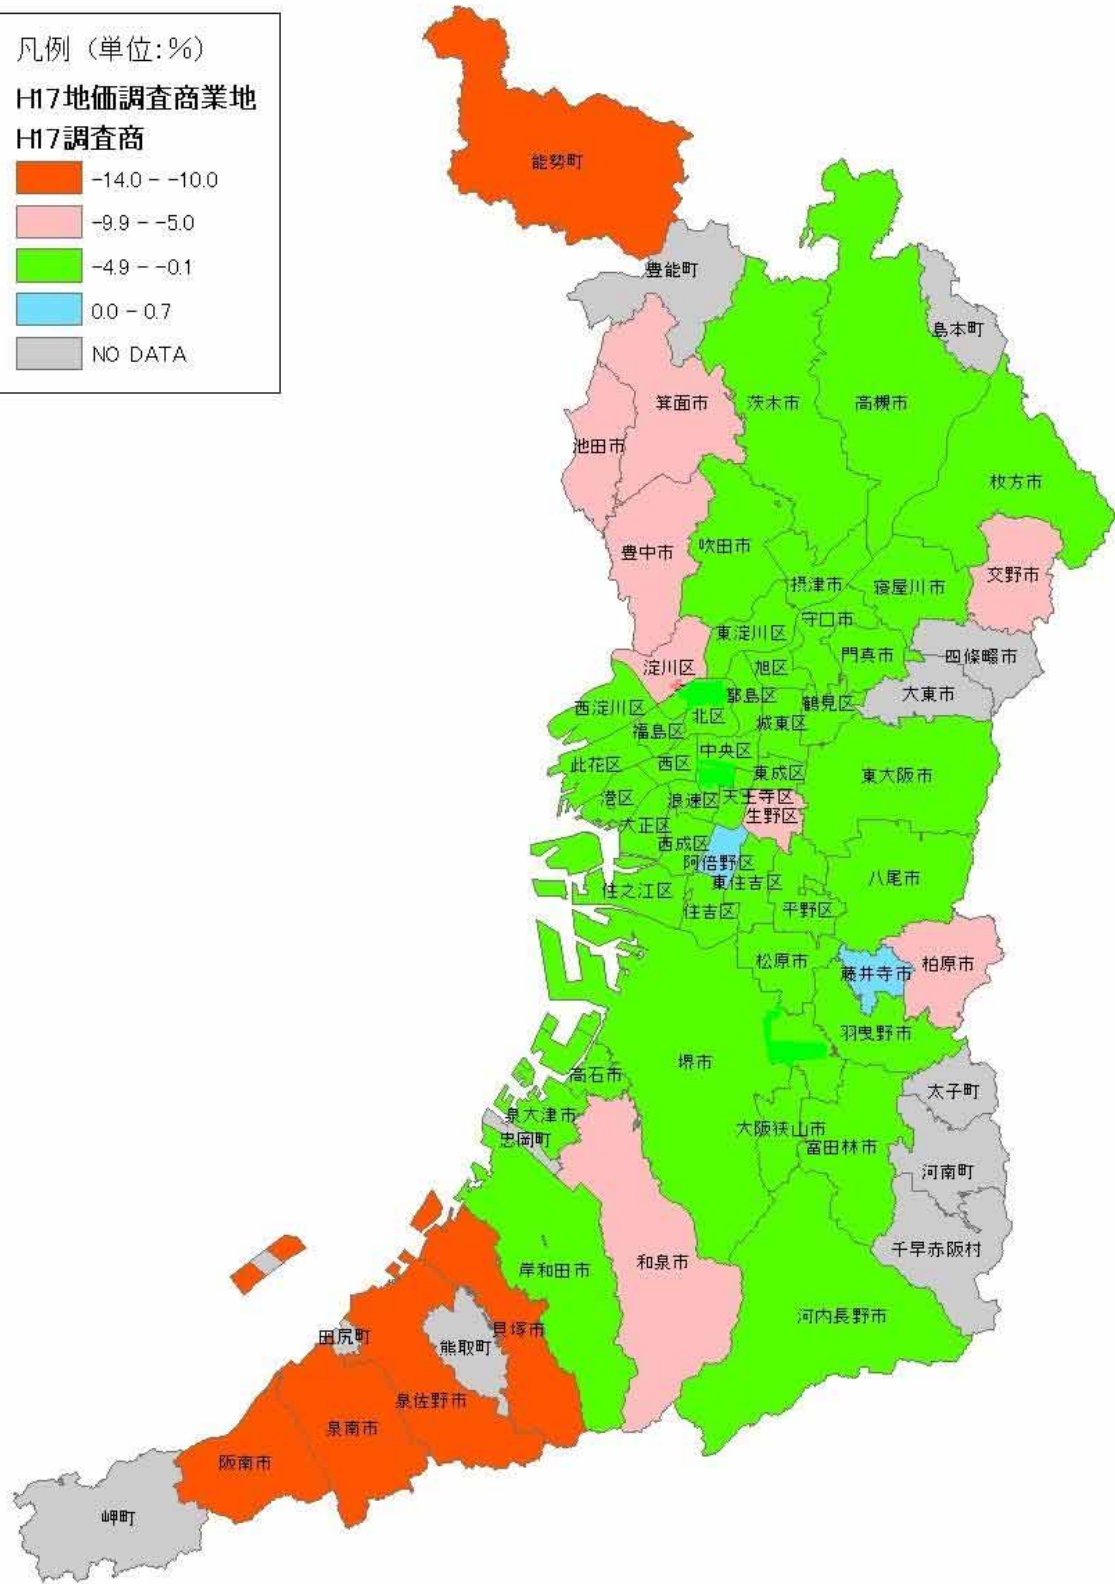 凡例（単位:％）
H17地価調査商業地
H17調査商
-14.0 - -10.0
-9.9 - -5.0
-4.9 - -0.1
0.0 - 0.7
NO DATA
能勢町
豊能町
島本町
箕面市
茨木市
高槻市
池田市
枚方市
豊中市
吹田市
交野市
摂津市
寝屋川市
守口市
東淀川区
門真市
四條畷市
淀川区
旭区
大東市
都島区
鶴見区
西淀川区
北区
城東区
福島区
中央区
西区
此花区
東成区
東大阪市
港区
浪速区
天王寺区
生野区
大正区
西成区
阿倍野区
東住吉区
八尾市
住之江区
住吉区
平野区
松原市
藤井寺市
柏原市
羽曳野市
堺市
高石市
太子町
泉大津市
忠岡町
大阪狭山市
富田林市
河南町
千早赤阪村
岸和田市
和泉市
河内長野市
貝塚市
田尻町
熊取町
泉佐野市
泉南市
阪南市
岬町